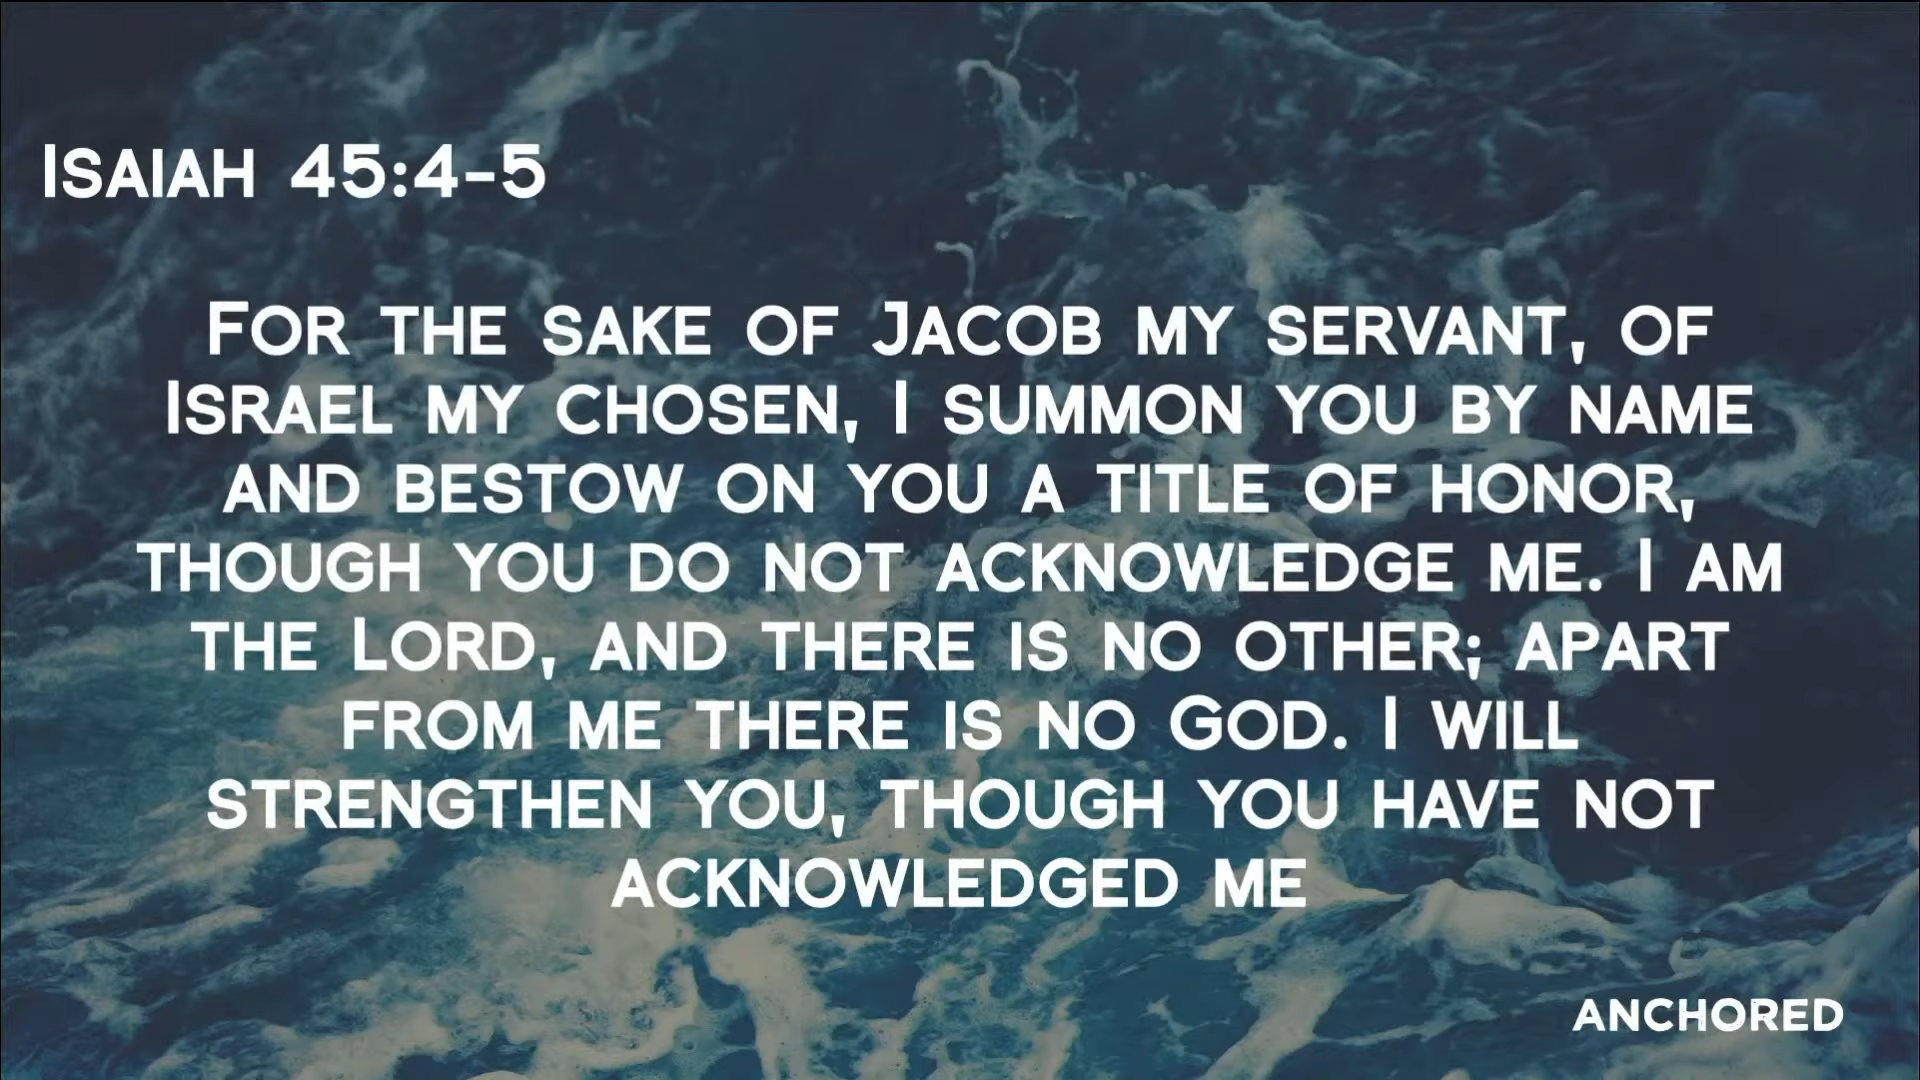 Isaiah 45:4-5
For the sake of Jacob my servant, of
Israel my chosen, I summon you by name
and bestow on you a title of honor,
though you do not acknowledge me. I am
the Lord, and there is no other; apart
from me there is no God. I will
strengthen you, though you have not
acknowledged me
ANCHORED